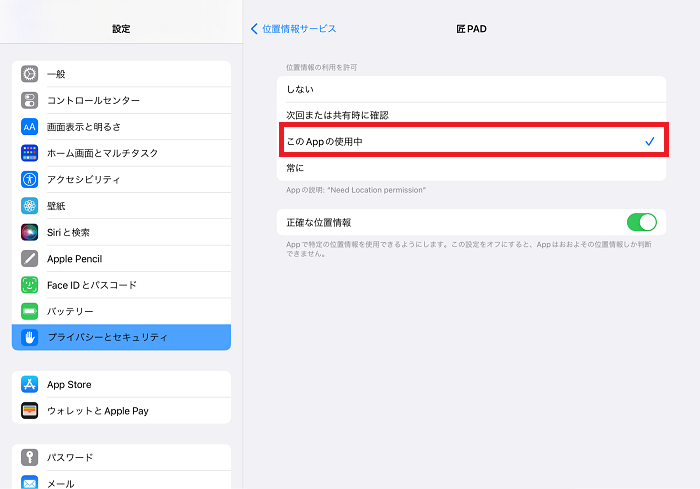 設定
一般
コントロールセンター
AA
画面表示と明るさ
ホーム画面とマルチタスク
アクセシビリティ
壁紙
Siriと検索
Apple Pencil
Face IDとパスコード
バッテリー
プライバシーとセキュリティ
App Store
ウォレットとApple Pay
パスワード
メール
位置情報サービス
匠PAD
位置情報の利用を許可
しない
次回または共有時に確認
このAppの使用中
常に
Appの説明: “Need Location permission”
正確な位置情報
Appで特定の位置情報を使用できるようにします。この設定をオフにすると、Appはおおよその位置情報しか判断
できません。